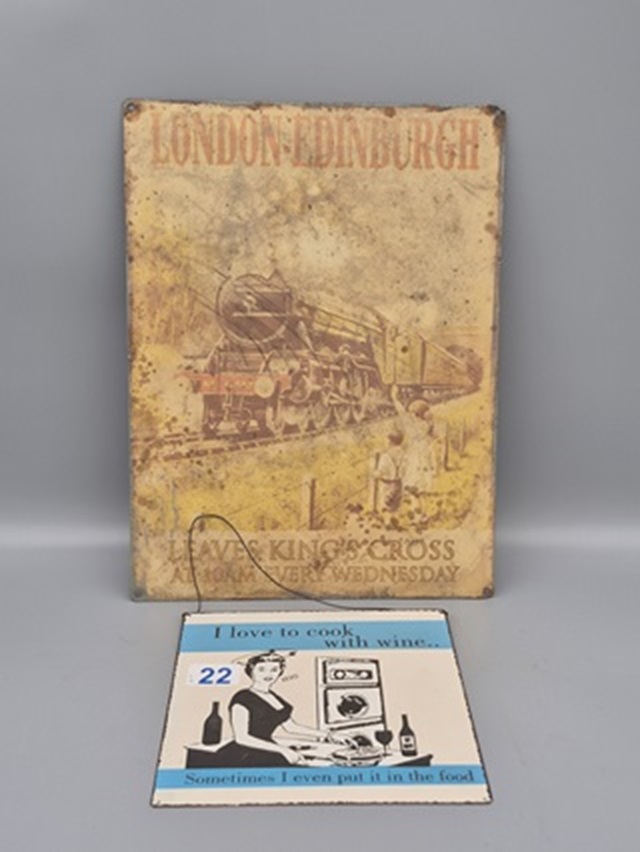 LONDON-EDINBURGH
LEAVES KING'S CROSS
AT 10AM EVERY WEDNESDAY
I love to cook
with wine..
22
Sometimes I even put it in the food